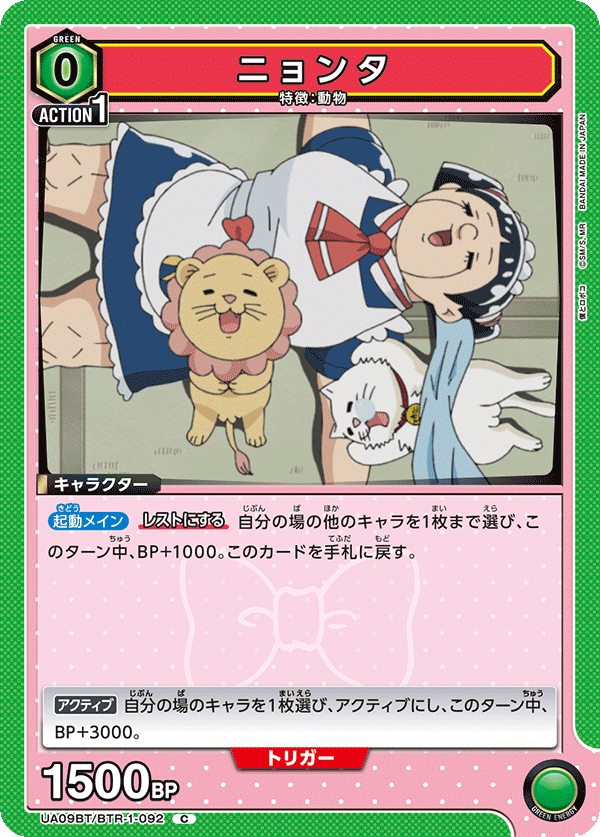 GREEN
0
ACTION 1
ニョンタ
特徴:動物
僕とロボコ ©SM/S, MR BANDAI MADE IN JAPAN
キャラクター
起動メイン レストにする 自分の場の他のキャラを1枚まで選び、こ
のターン中、BP+1000。このカードを手札に戻す。
アクティブ 自分の場のキャラを1枚選び、アクティブにし、このターン中、
BP+3000。
トリガー
1500BP
GREEN ENERGY
UA09BT/BTR-1-092 C